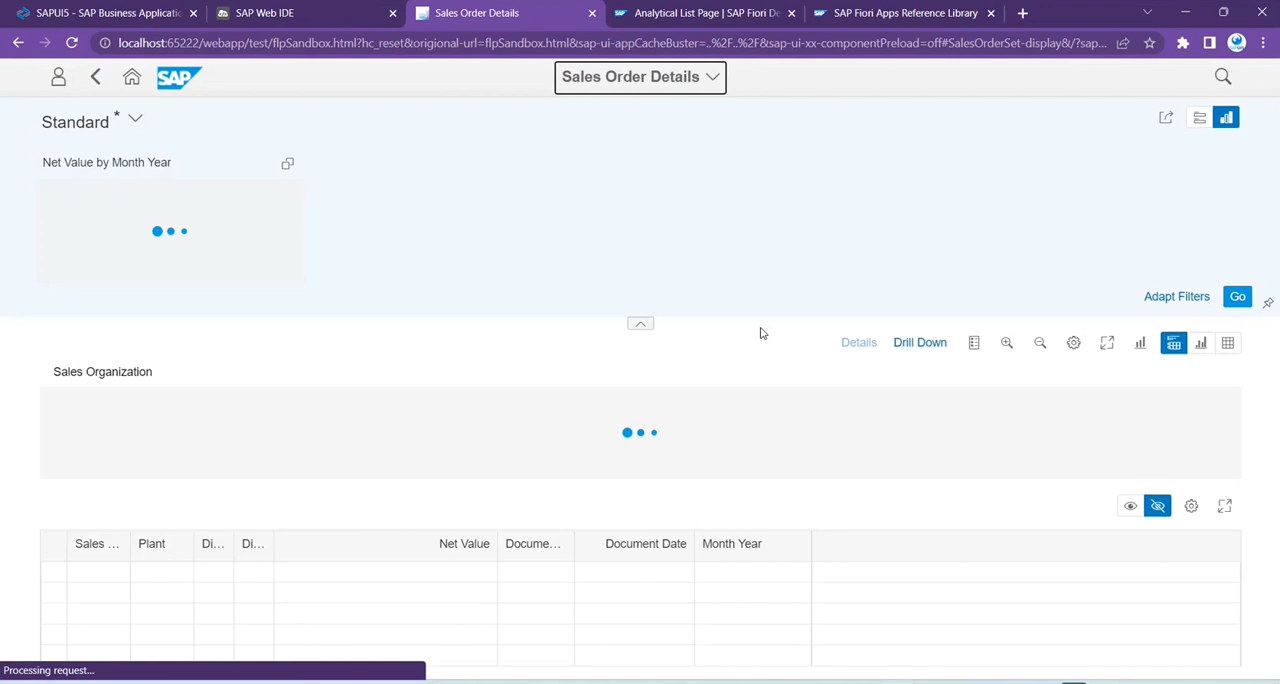 SAPUI5 - SAP Business Applicatio
SAP Web IDE
Sales Order Details
Analytical List Page | SAP Fiori De
SAP Fiori Apps Reference Library
localhost:65222/webapp/test/flpSandbox.html?hc_reset&origional-url=flpSandbox.html&sap-ui-appCacheBuster=..%2F..%2F&sap-ui-xx-componentPreload=off#SalesOrderSet-display&/?sap...
SAP
Sales Order Details
Standard *
Net Value by Month Year
Adapt Filters
Go
Details
Drill Down
Sales Organization
Sales ...
Plant
Di...
Di...
Net Value
Docume...
Document Date
Month Year
Processing request...